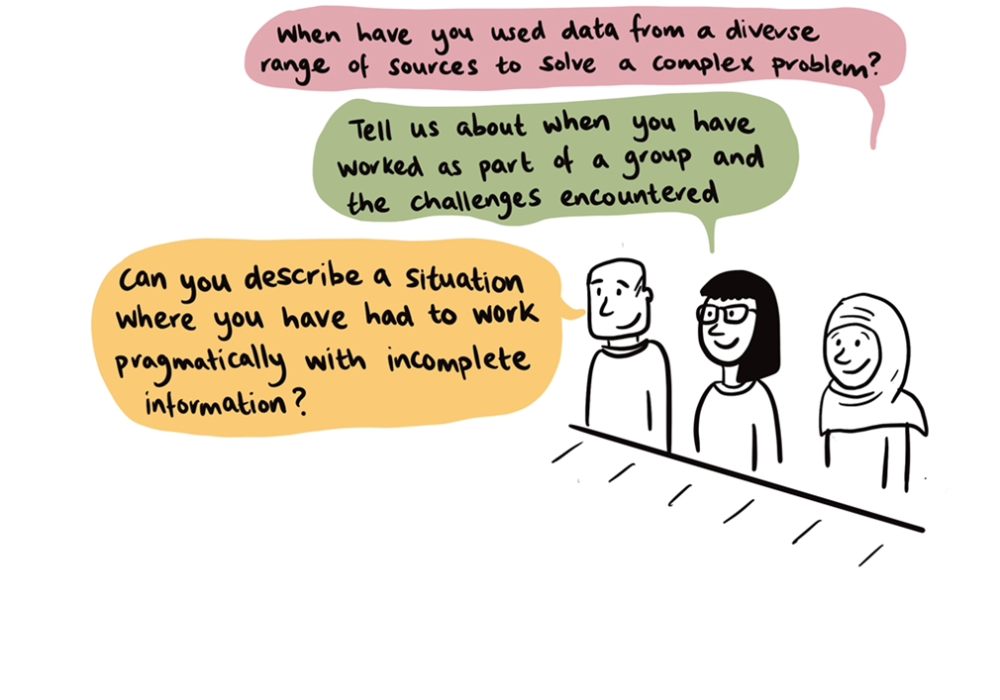 When have you used data from a diverse
range of sources to solve a complex problem?
Tell us about when you have
worked as part of a group and
the challenges encountered
Can you describe a situation
where you have had to work
pragmatically with incomplete
information?